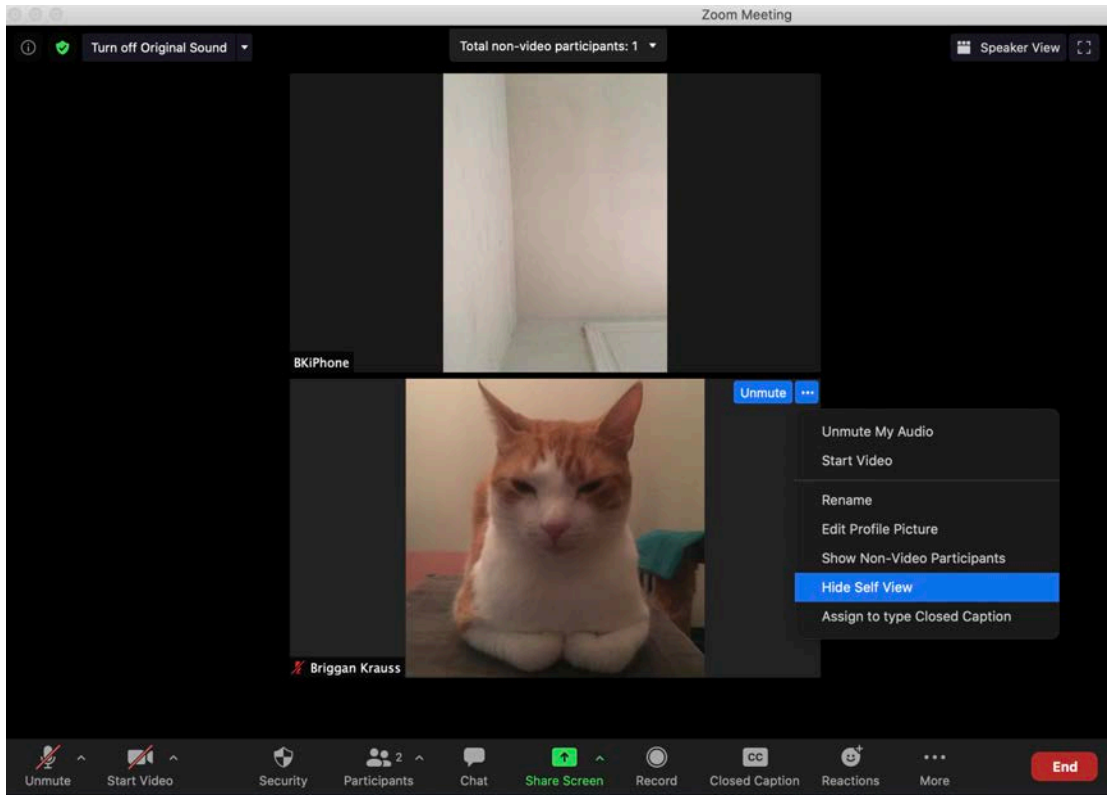 Zoom Meeting
Turn off Original Sound
Total non-video participants: 1
Speaker View
BKiPhone
Unmute
Unmute My Audio
Start Video
Rename
Edit Profile Picture
Show Non-Video Participants
Hide Self View
Assign to type Closed Caption
Briggan Krauss
Unmute
Start Video
Security
Participants
2
Chat
Share Screen
Record
CC
Closed Caption
Reactions
More
End